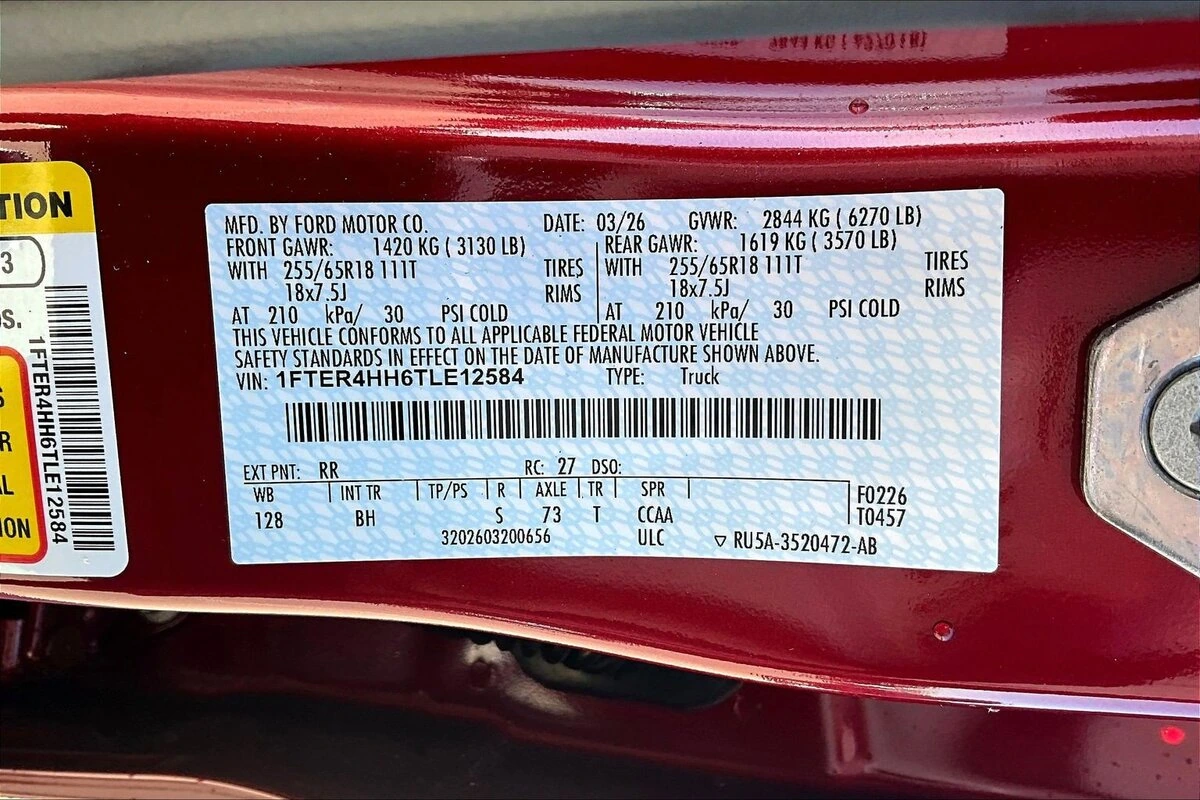 TION
3
1FTER4HH6TLE12584
R
ION
MFD. BY FORD MOTOR CO. DATE: 03/26 GVWR: 2844 KG ( 6270 LB)
FRONT GAWR: 1420 KG ( 3130 LB) REAR GAWR: 1619 KG ( 3570 LB)
WITH 255/65R18 111T TIRES WITH 255/65R18 111T TIRES
18x7.5J RIMS 18x7.5J RIMS
AT 210 kPa/ 30 PSI COLD AT 210 kPa/ 30 PSI COLD
THIS VEHICLE CONFORMS TO ALL APPLICABLE FEDERAL MOTOR VEHICLE
SAFETY STANDARDS IN EFFECT ON THE DATE OF MANUFACTURE SHOWN ABOVE.
VIN: 1FTER4HH6TLE12584 TYPE: Truck
EXT PNT: RR RC: 27 DSO:
WB INT TR TP/PS R AXLE TR SPR F0226
128 BH S 73 T CCAA T0457
3202603200656 ULC ▽ RU5A-3520472-AB